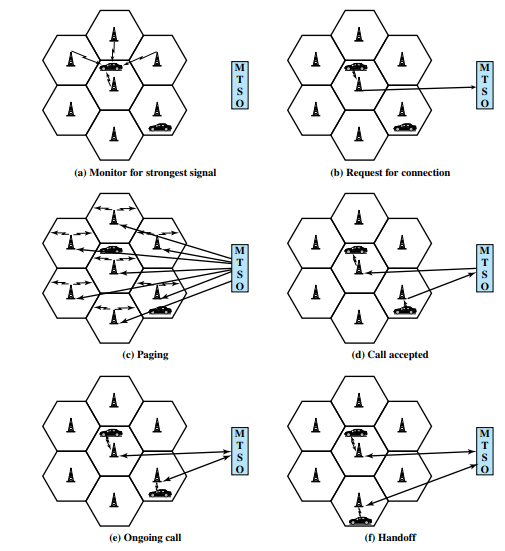 M
T
S
O
M
T
S
O
(a) Monitor for strongest signal
(b) Request for connection
M
T
S
O
M
T
S
O
(c) Paging
(d) Call accepted
M
T
S
O
M
T
S
O
(e) Ongoing call
(f) Handoff